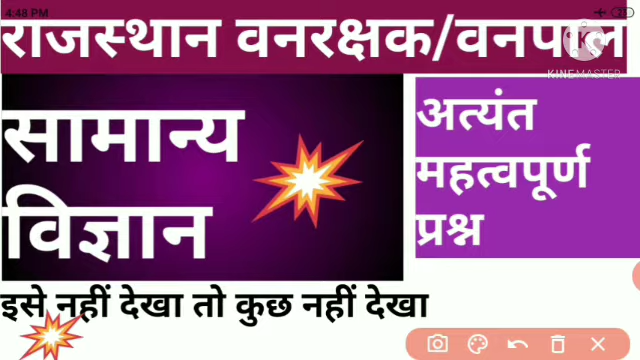 4:48 PM
राजस्थान वनरक्षक/वनपाल
KINEMASTER
सामान्य
विज्ञान
अत्यंत
महत्वपूर्ण
प्रश्न
इसे नहीं देखा तो कुछ नहीं देखा